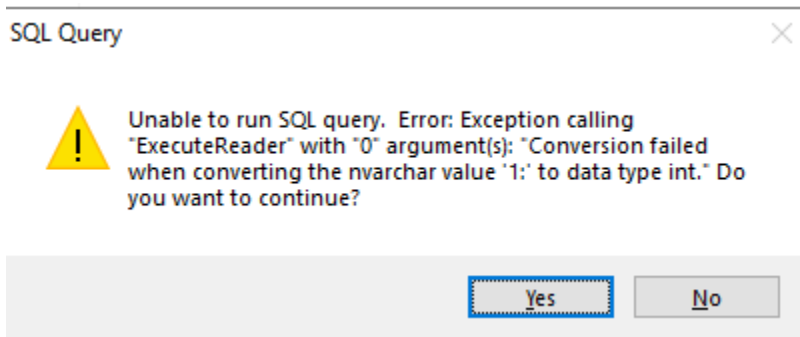 SQL Query
Unable to run SQL query.  Error: Exception calling
"ExecuteReader" with "0" argument(s): "Conversion failed
when converting the nvarchar value '1:' to data type int." Do
you want to continue?
Yes
No